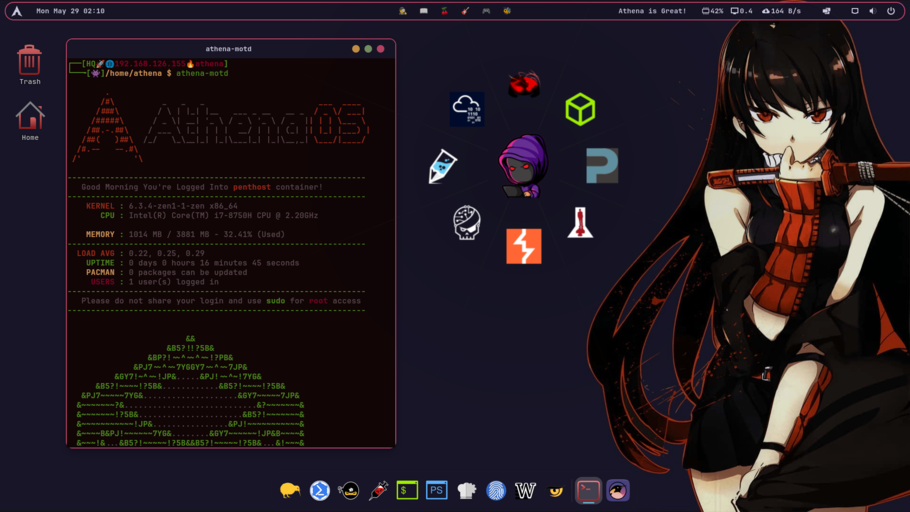 Mon May 29 02:10
Athena is Great!
42%
0.4
164 B/s
Trash
Home
athena-motd
[HQ🚀🌐192.168.126.155🔥athena]
[👾]/home/athena $ athena-motd
Athena OS
Good Morning You're Logged Into penthost container!
KERNEL : 6.3.4-zen1-1-zen x86_64
CPU : Intel(R) Core(TM) i7-8750H CPU @ 2.20GHz
MEMORY : 1014 MB / 3881 MB - 32.41% (Used)
LOAD AVG : 0.22, 0.25, 0.29
UPTIME : 0 days 0 hours 16 minutes 45 seconds
PACMAN : 0 packages can be updated
USERS : 1 user(s) logged in
Please do not share your login and use sudo for root access
$
PS
W
>_